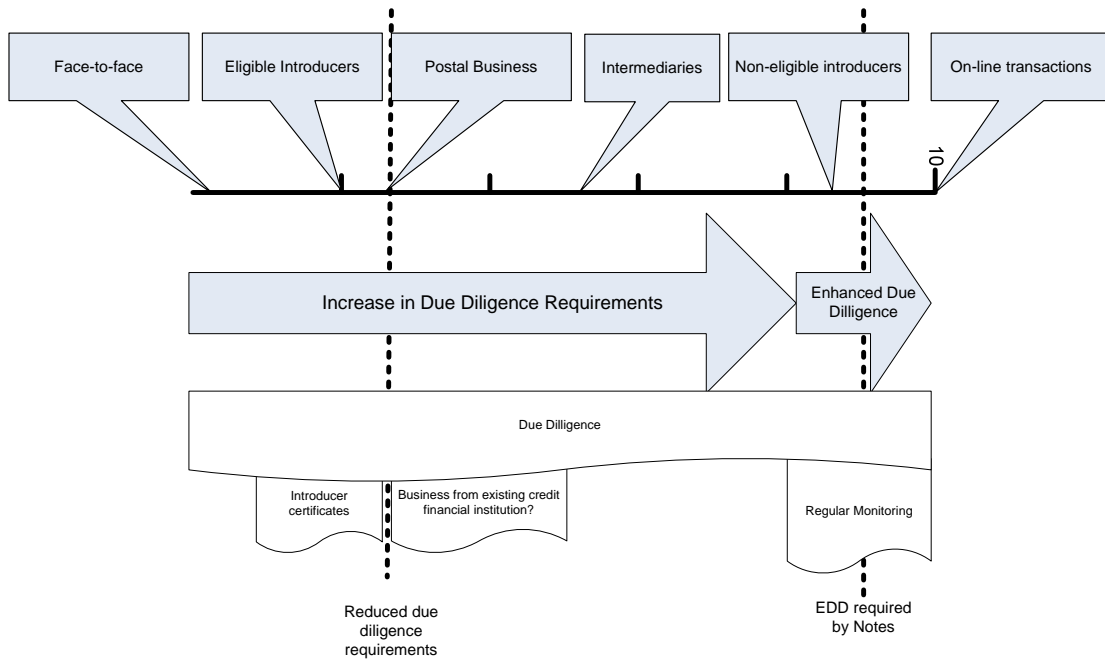 Face-to-face
Eligible Introducers
Postal Business
Intermediaries
Non-eligible introducers
On-line transactions
10
Increase in Due Diligence Requirements
Enhanced Due
Dilligence
Due Dilligence
Introducer
certificates
Business from existing credit
financial institution?
Regular Monitoring
Reduced due
diligence
requirements
EDD required
by Notes